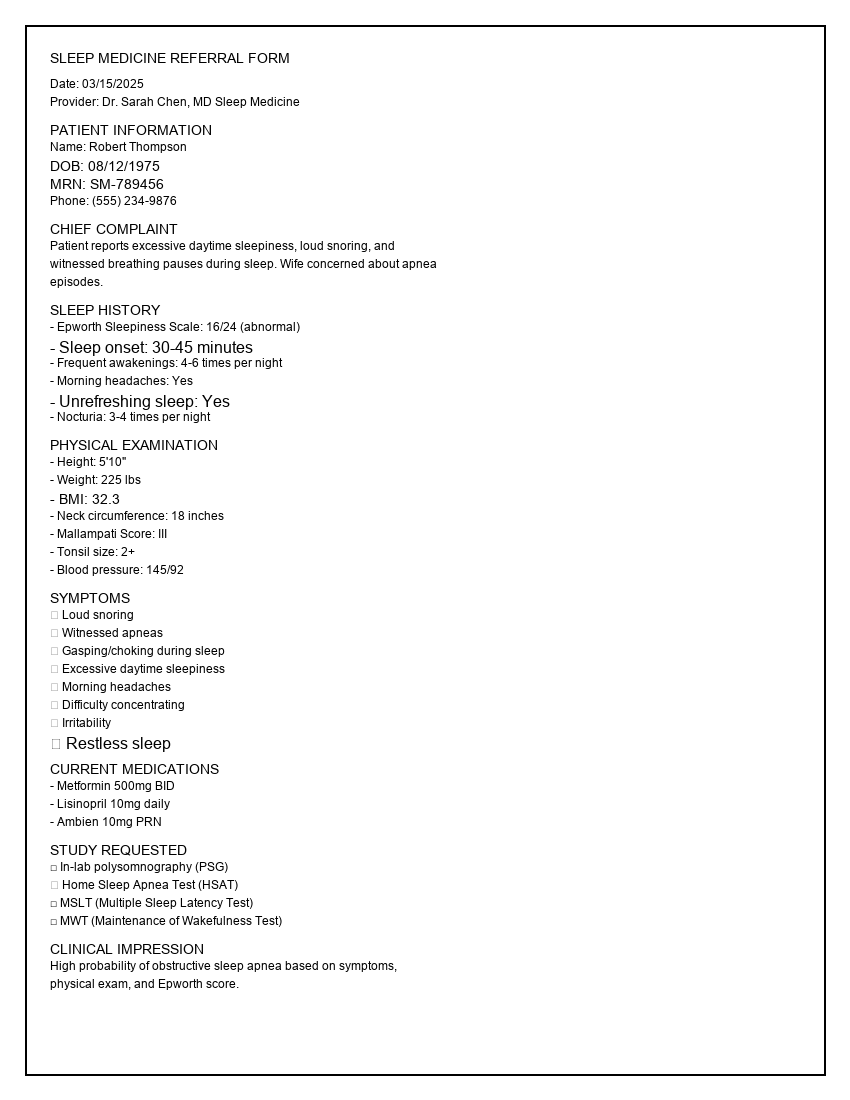 SLEEP MEDICINE REFERRAL FORM
Date: 03/15/2025
Provider: Dr. Sarah Chen, MD Sleep Medicine
PATIENT INFORMATION
Name: Robert Thompson
DOB: 08/12/1975
MRN: SM-789456
Phone: (555) 234-9876
CHIEF COMPLAINT
Patient reports excessive daytime sleepiness, loud snoring, and
witnessed breathing pauses during sleep. Wife concerned about apnea
episodes.
SLEEP HISTORY
- Epworth Sleepiness Scale: 16/24 (abnormal)
- Sleep onset: 30-45 minutes
- Frequent awakenings: 4-6 times per night
- Morning headaches: Yes
- Unrefreshing sleep: Yes
- Nocturia: 3-4 times per night
PHYSICAL EXAMINATION
- Height: 5'10"
- Weight: 225 lbs
- BMI: 32.3
- Neck circumference: 18 inches
- Mallampati Score: III
- Tonsil size: 2+
- Blood pressure: 145/92
SYMPTOMS
□ Loud snoring
□ Witnessed apneas
□ Gasping/choking during sleep
□ Excessive daytime sleepiness
□ Morning headaches
□ Difficulty concentrating
□ Irritability
□ Restless sleep
CURRENT MEDICATIONS
- Metformin 500mg BID
- Lisinopril 10mg daily
- Ambien 10mg PRN
STUDY REQUESTED
□ In-lab polysomnography (PSG)
□ Home Sleep Apnea Test (HSAT)
□ MSLT (Multiple Sleep Latency Test)
□ MWT (Maintenance of Wakefulness Test)
CLINICAL IMPRESSION
High probability of obstructive sleep apnea based on symptoms,
physical exam, and Epworth score.